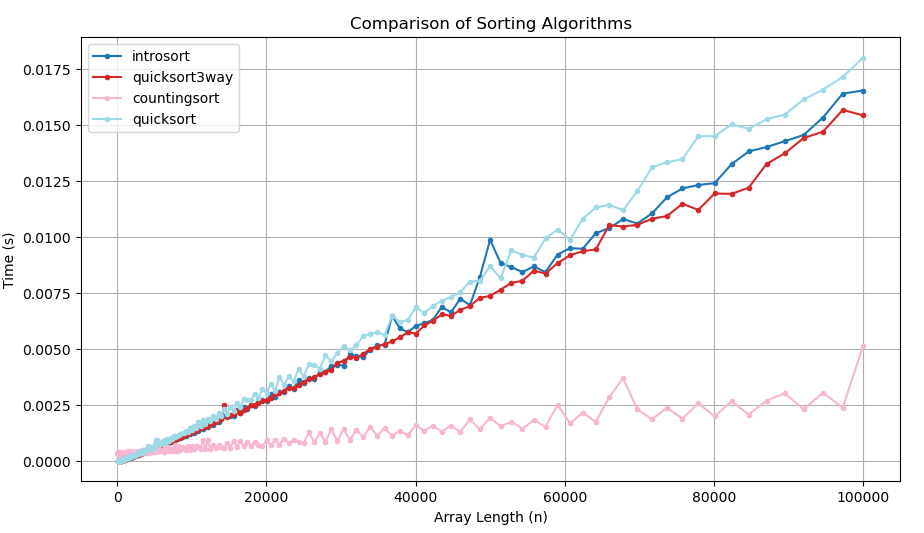 Comparison of Sorting Algorithms
introsort
quicksort3way
countingsort
quicksort
0.0175
0.0150
0.0125
0.0100
0.0075
0.0050
0.0025
0.0000
Time (s)
0 20000 40000 60000 80000 100000
Array Length (n)